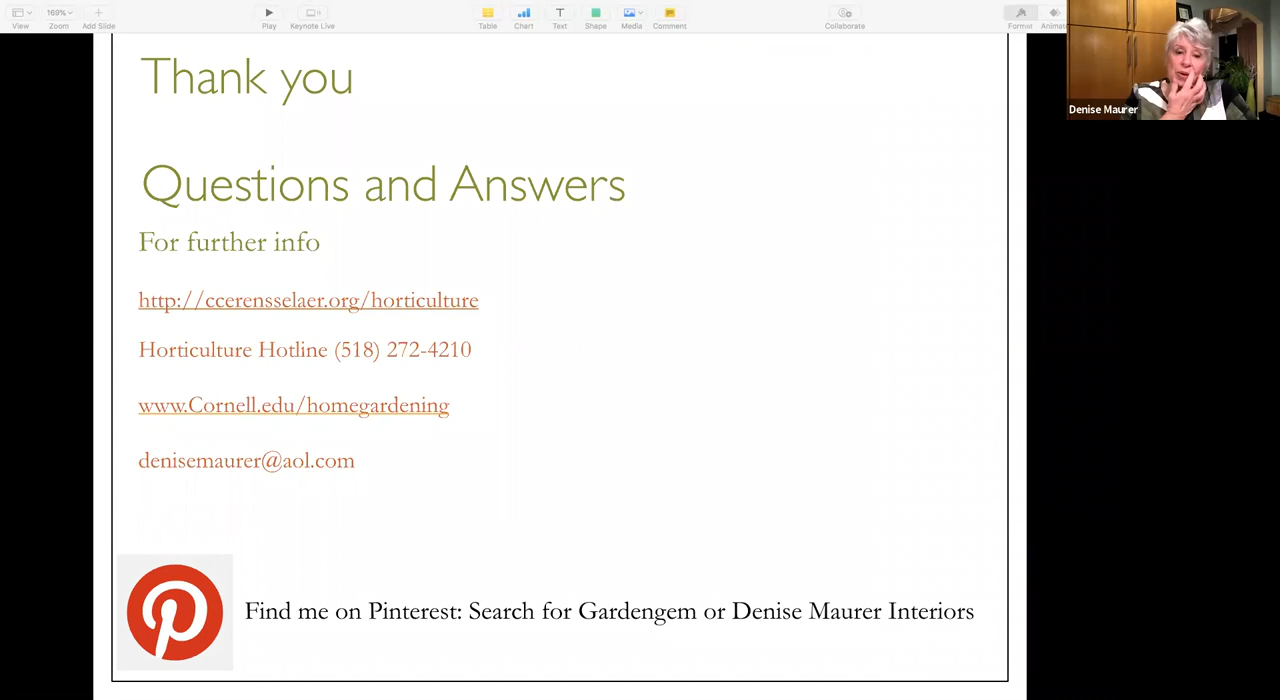 View
169%
Zoom
Add Slide
Play
Keynote Live
Table
Chart
Text
Shape
Media
Comment
Collaborate
Format
Animat
Denise Maurer
Thank you
Questions and Answers
For further info
http://ccerensselaer.org/horticulture
Horticulture Hotline (518) 272-4210
www.Cornell.edu/homegardening
denisemaurer@aol.com
Find me on Pinterest: Search for Gardengem or Denise Maurer Interiors